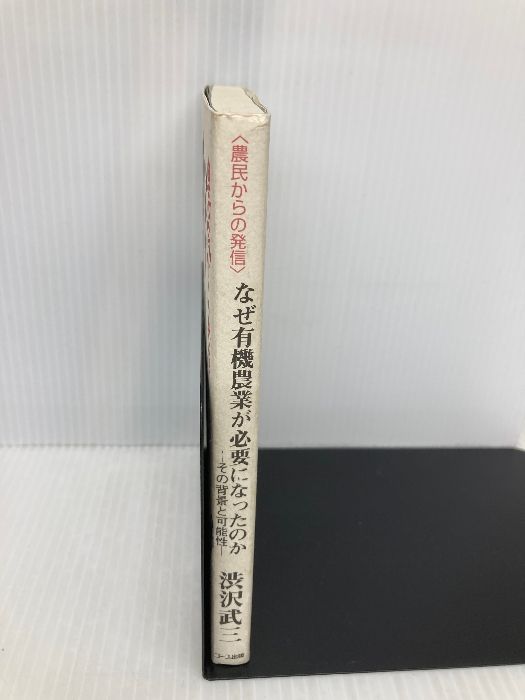 〈農民からの発信〉
なぜ有機農業が必要になったのか
―その背景と可能性―
渋沢武三